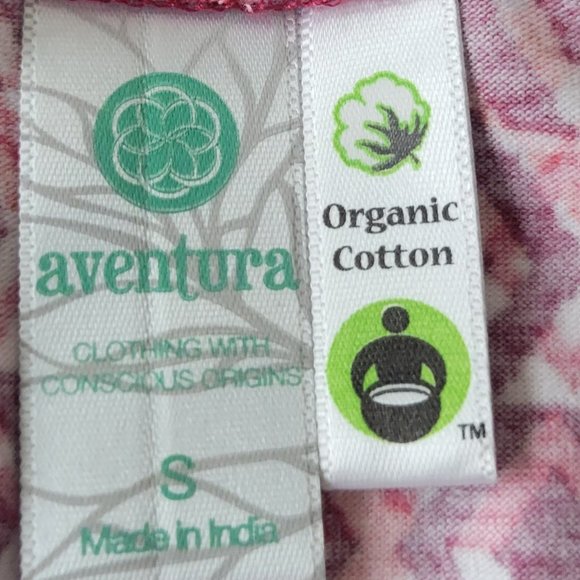 aventura
CLOTHING WITH
CONSCIOUS ORIGINS
S
Made in India
Organic
Cotton
TM